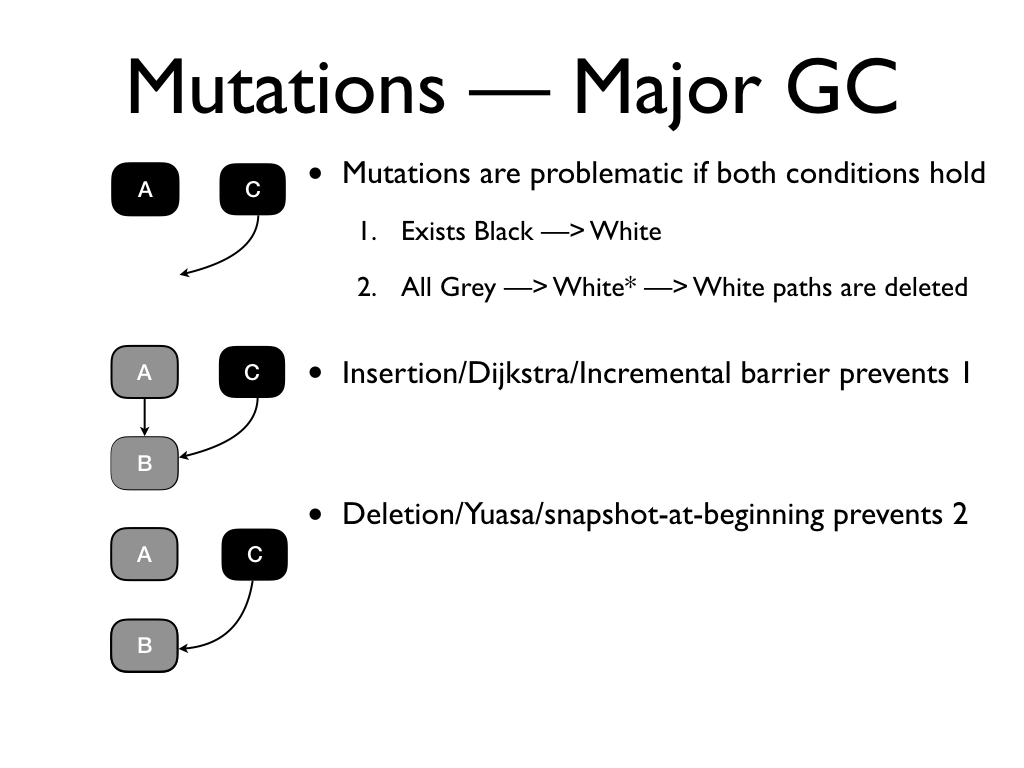 Mutations — Major GC
A
C
• Mutations are problematic if both conditions hold
1. Exists Black —> White
2. All Grey —> White* —> White paths are deleted
A
C
• Insertion/Dijkstra/Incremental barrier prevents 1
B
• Deletion/Yuasa/snapshot-at-beginning prevents 2
A
C
B